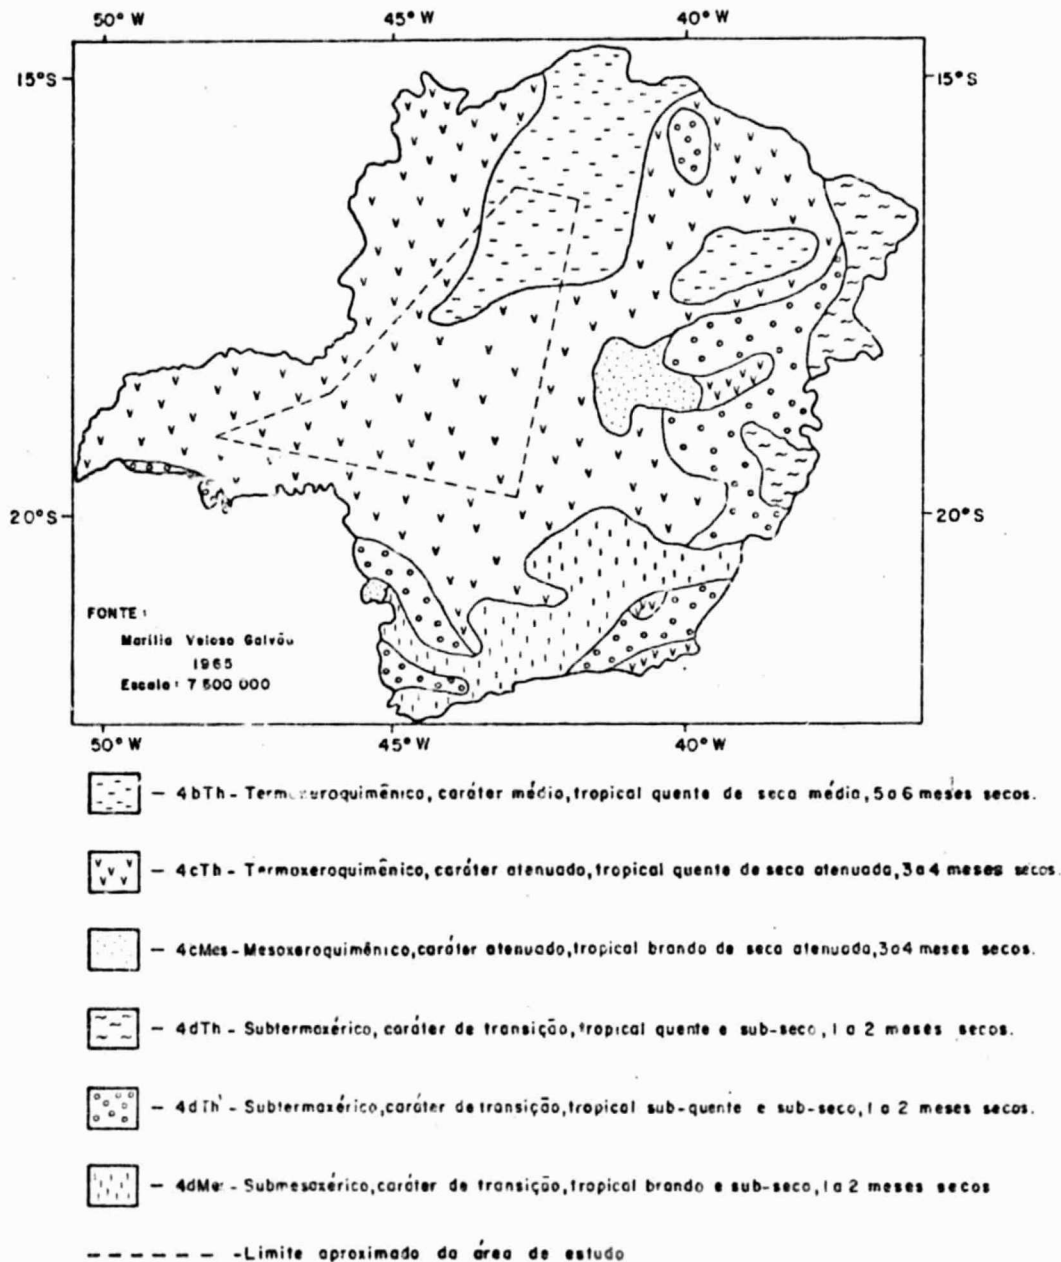 50° W 45° W 40° W
15°S 15°S
20°S 20°S
FONTE:
Marília Veloso Galvão
1965
Escala: 7 500 000
50° W 45° W 40° W
— 4bTh - caráter médio, tropical quente de seca média, 5 a 6 meses secos.
— 4cTh - Termoxeroquimênico, caráter atenuado, tropical quente de seca atenuada, 3 a 4 meses secos.
— 4cMes - Mesoxeroquimênico, caráter atenuado, tropical brando de seca atenuada, 3 a 4 meses secos.
— 4dTh - Subtermaxérico, caráter de transição, tropical quente e sub-seco, 1 a 2 meses secos.
— 4dTh' - Subtermaxérico, caráter de transição, tropical sub-quente e sub-seco, 1 a 2 meses secos.
— - Submesaxérico, caráter de transição, tropical brando e sub-seco, 1 a 2 meses secos
- Limite aproximado da área de estudo